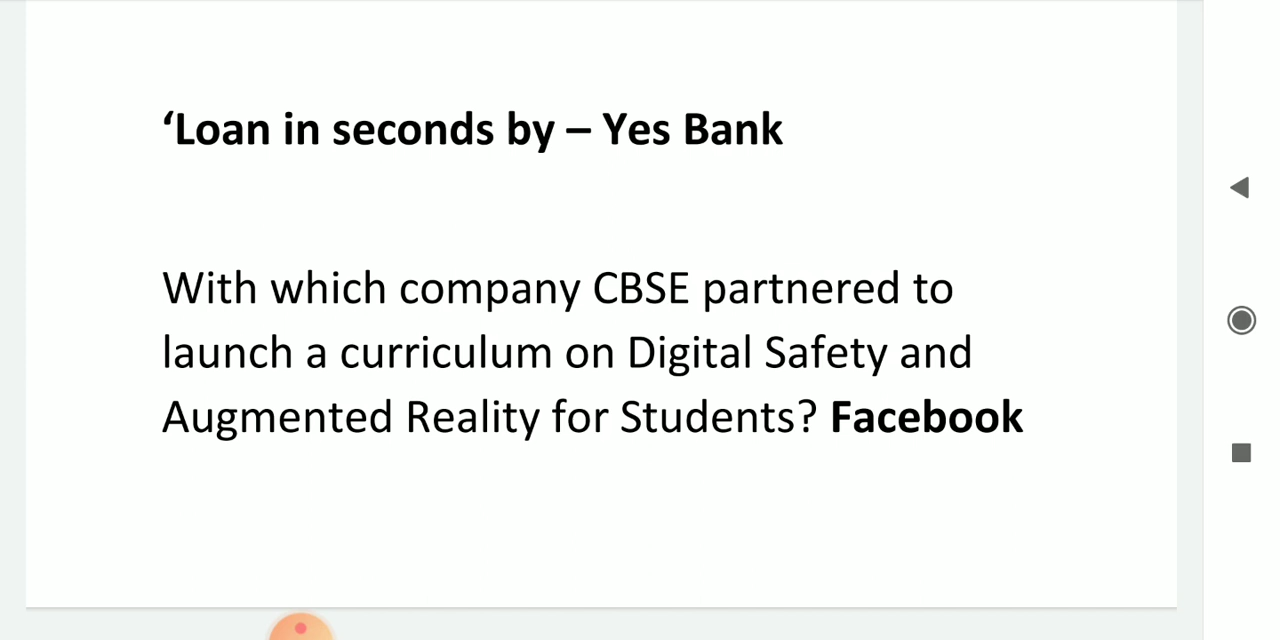 ‘Loan in seconds by – Yes Bank
With which company CBSE partnered to
launch a curriculum on Digital Safety and
Augmented Reality for Students? Facebook